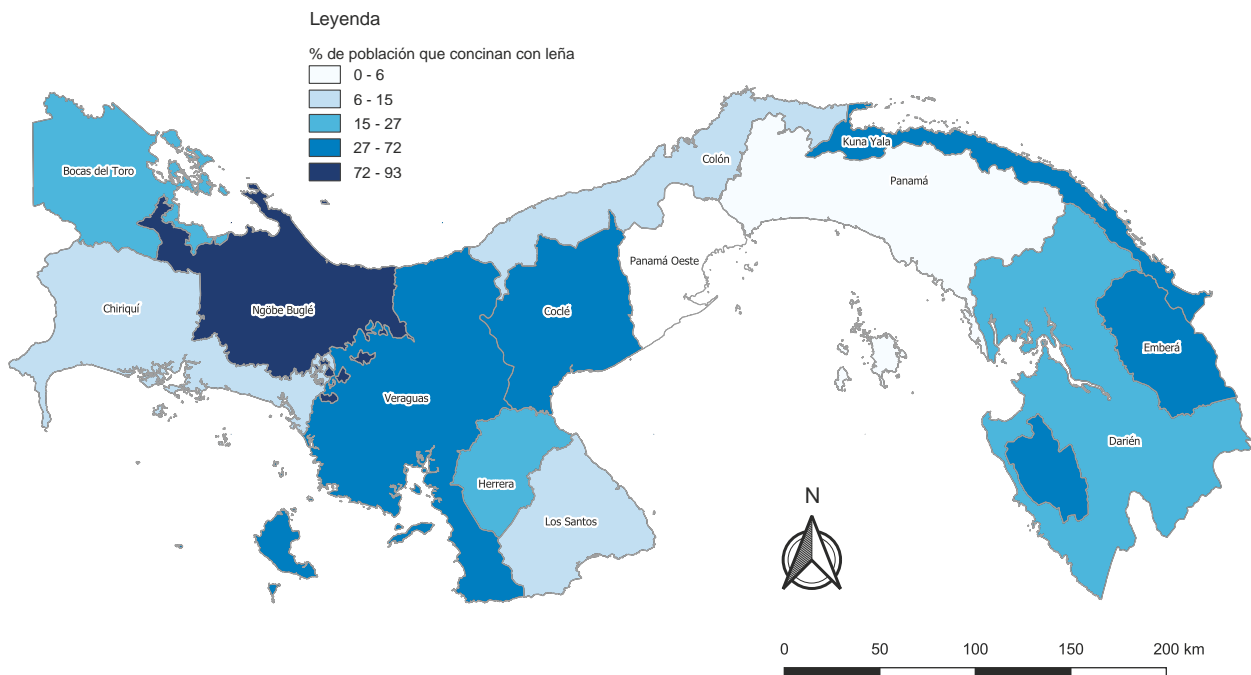 Leyenda
% de población que concinan con leña
0 - 6
6 - 15
15 - 27
27 - 72
72 - 93
Bocas del Toro
Colón
Kuna Yala
Panamá
Panamá Oeste
Chiriquí
Ngöbe Buglé
Coclé
Emberá
Veraguas
Darién
Herrera
Los Santos
N
0 50 100 150 200 km